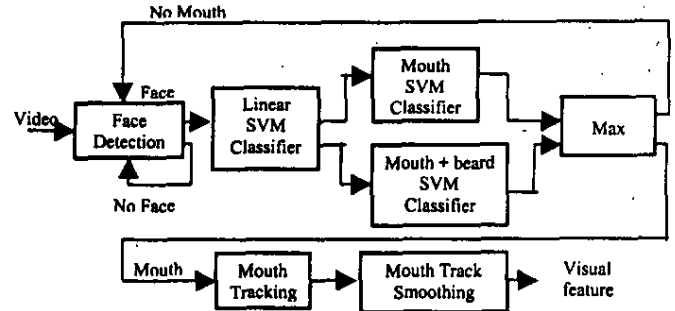 No Mouth
Video
Face
Face
Detection
No Face
Linear
SVM
Classifier
Mouth
SVM
Classifier
Mouth + beard
SVM
Classifier
Max
Mouth
Mouth
Tracking
Mouth Track
Smoothing
Visual
feature